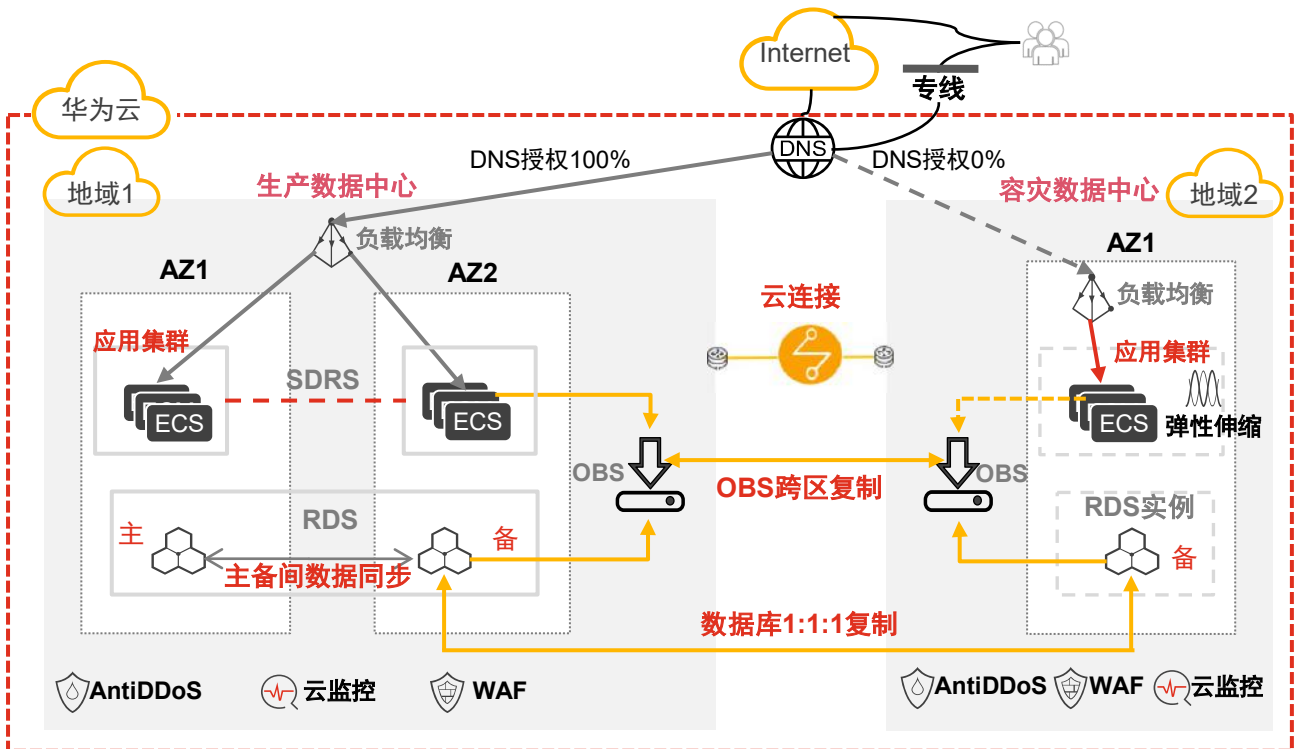 Internet
专线
华为云
DNS
DNS授权100%
DNS授权0%
地域1
生产数据中心
容灾数据中心
地域2
负载均衡
AZ1
AZ2
AZ1
云连接
负载均衡
应用集群
应用集群
SDRS
ECS
ECS
ECS
弹性伸缩
OBS
OBS
OBS跨区复制
RDS
RDS实例
主
备
备
主备间数据同步
数据库1:1:1复制
AntiDDoS
云监控
WAF
AntiDDoS
WAF
云监控